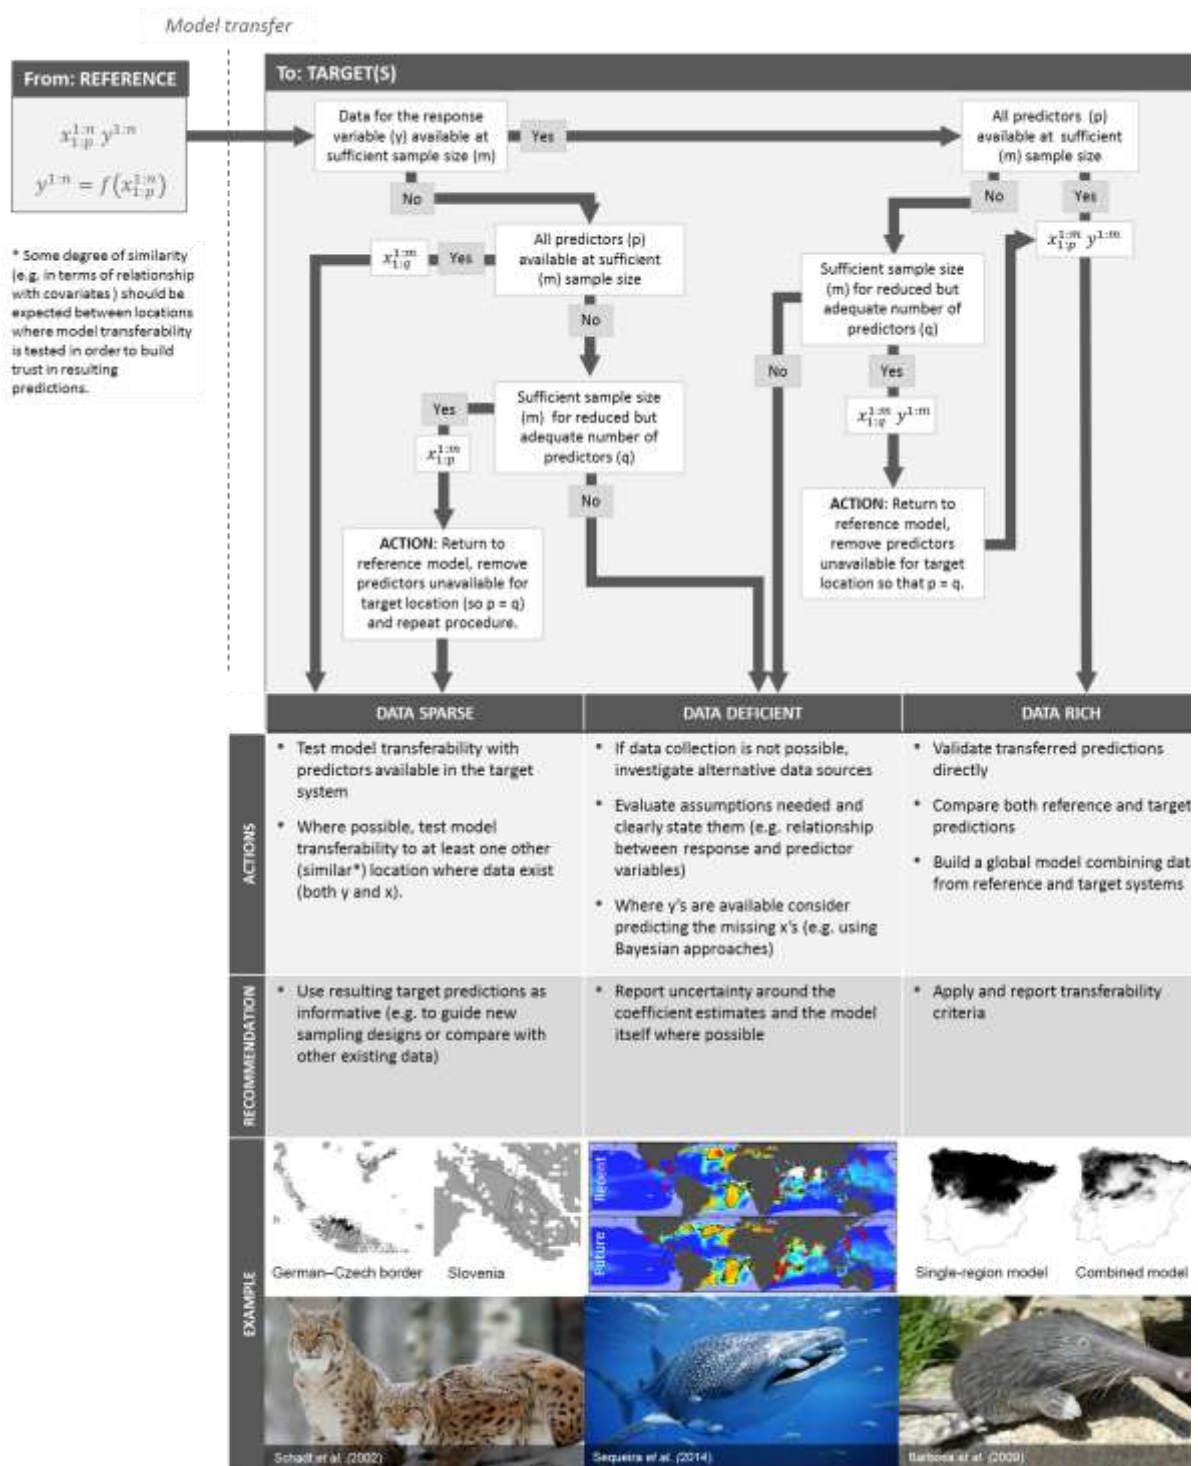 Model transfer
From: REFERENCE
x_{1:p}^{1:n} y^{1:n}
y^{1:n} = f(x_{1:p}^{1:n})
* Some degree of similarity
(e.g. in terms of relationship
with covariates ) should be
expected between locations
where model transferability
is tested in order to build
trust in resulting
predictions.
To: TARGET(S)
Data for the response
variable (y) available at
sufficient sample size (m)
Yes
All predictors (p)
available at sufficient
(m) sample size
No
No
Yes
x_{1:q}^{1:m}
Yes
All predictors (p)
available at sufficient
(m) sample size
x_{1:p}^{1:m} y^{1:m}
Sufficient sample size
(m) for reduced but
adequate number of
predictors (q)
No
No
Yes
Yes
Sufficient sample size
(m) for reduced but
adequate number of
predictors (q)
x_{1:p}^{1:m}
x_{1:q}^{1:m} y^{1:m}
No
ACTION: Return to
reference model, remove
predictors unavailable for
target location (so p = q)
and repeat procedure.
ACTION: Return to
reference model,
remove predictors
unavailable for target
location so that p = q.
DATA SPARSE
DATA DEFICIENT
DATA RICH
ACTIONS
• Test model transferability with
predictors available in the target
system
• Where possible, test model
transferability to at least one other
(similar*) location where data exist
(both y and x).
• If data collection is not possible,
investigate alternative data sources
• Evaluate assumptions needed and
clearly state them (e.g. relationship
between response and predictor
variables)
• Where y's are available consider
predicting the missing x's (e.g. using
Bayesian approaches)
• Validate transferred predictions
directly
• Compare both reference and target
predictions
• Build a global model combining dat
from reference and target systems
RECOMMENDATION
• Use resulting target predictions as
informative (e.g. to guide new
sampling designs or compare with
other existing data)
• Report uncertainty around the
coefficient estimates and the model
itself where possible
• Apply and report transferability
criteria
EXAMPLE
German–Czech border
Slovenia
Recent
Future
Single-region model
Combined model
Schadt et al. (2002)
Sequeira et al. (2014)
Barbosa et al. (2009)